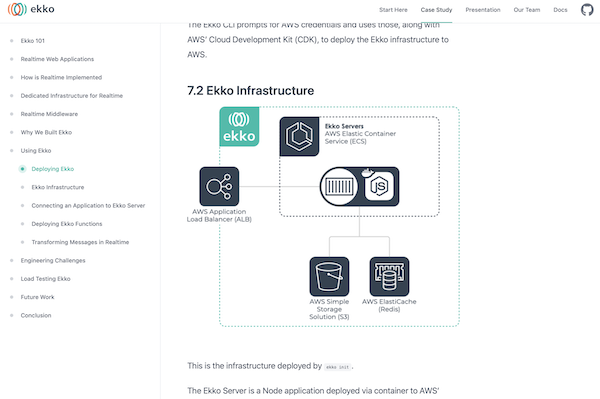 ekko
Start Here
Case Study
Presentation
Our Team
Docs
Ekko 101
Realtime Web Applications
How is Realtime Implemented
Dedicated Infrastructure for Realtime
Realtime Middleware
Why We Built Ekko
Using Ekko
Deploying Ekko
Ekko Infrastructure
Connecting an Application to Ekko Server
Deploying Ekko Functions
Transforming Messages in Realtime
Engineering Challenges
Load Testing Ekko
Future Work
Conclusion
The Ekko CLI prompts for AWS credentials and uses those, along with
AWS' Cloud Development Kit (CDK), to deploy the Ekko infrastructure to
AWS.
7.2 Ekko Infrastructure
ekko
Ekko Servers
AWS Elastic Container
Service (ECS)
JS
AWS Application
Load Balancer (ALB)
AWS Simple
Storage
Solution (S3)
AWS ElastiCache
(Redis)
This is the infrastructure deployed by ekko init .
The Ekko Server is a Node application deployed via container to AWS'